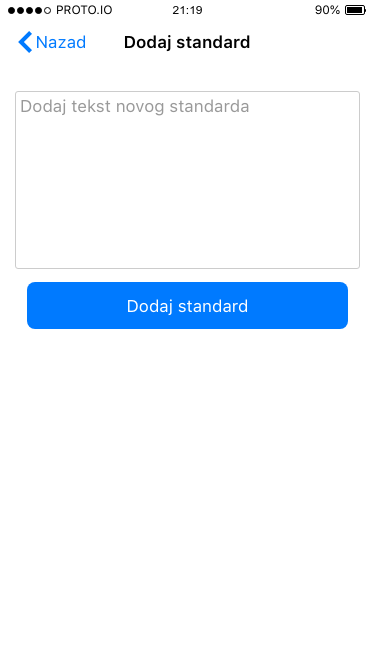 PROTO.IO 21:19 90%
Nazad Dodaj standard
Dodaj tekst novog standarda
Dodaj standard